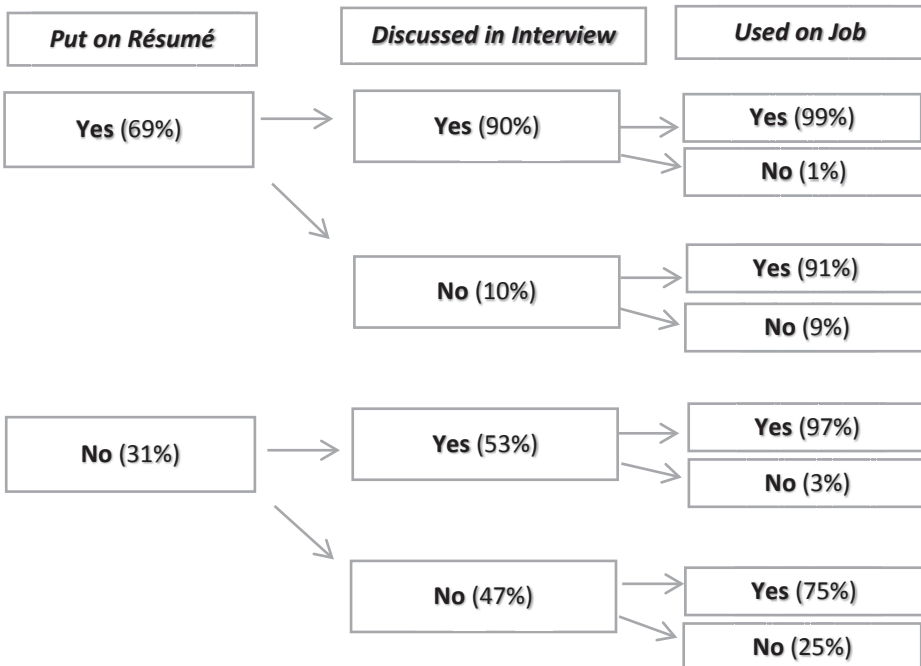 Put on Résumé
Discussed in Interview
Used on Job
Yes (69%)
Yes (90%)
Yes (99%)
No (1%)
No (10%)
Yes (91%)
No (9%)
No (31%)
Yes (53%)
Yes (97%)
No (3%)
No (47%)
Yes (75%)
No (25%)